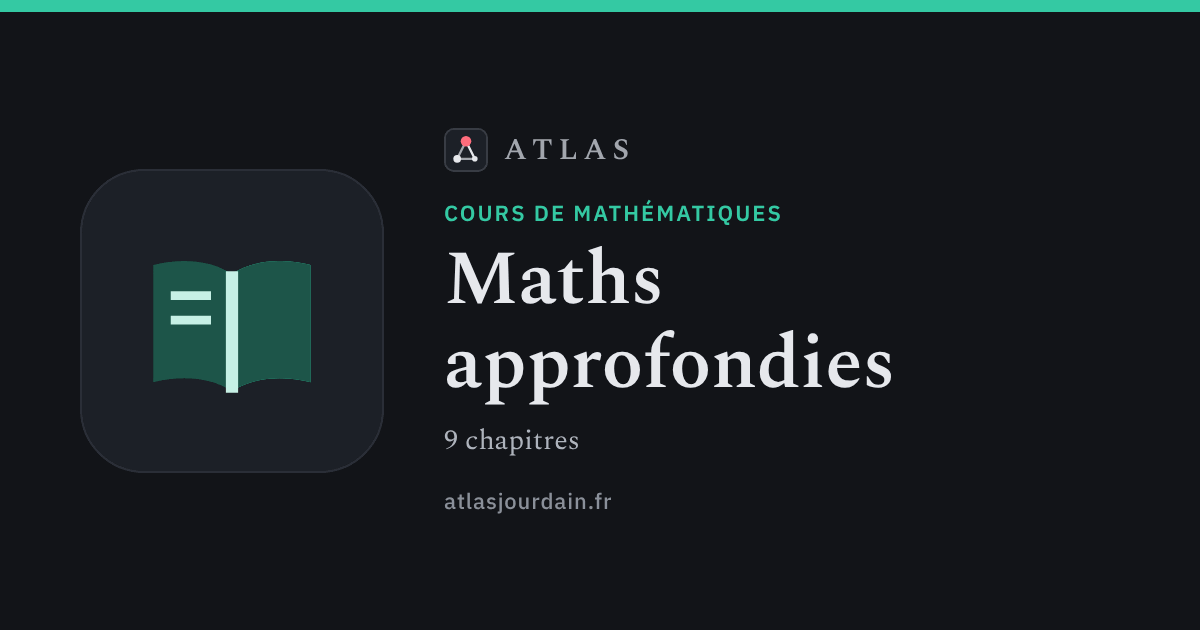 ATLAS
COURS DE MATHÉMATIQUES
Maths
approfondies
9 chapitres
atlasjourdain.fr